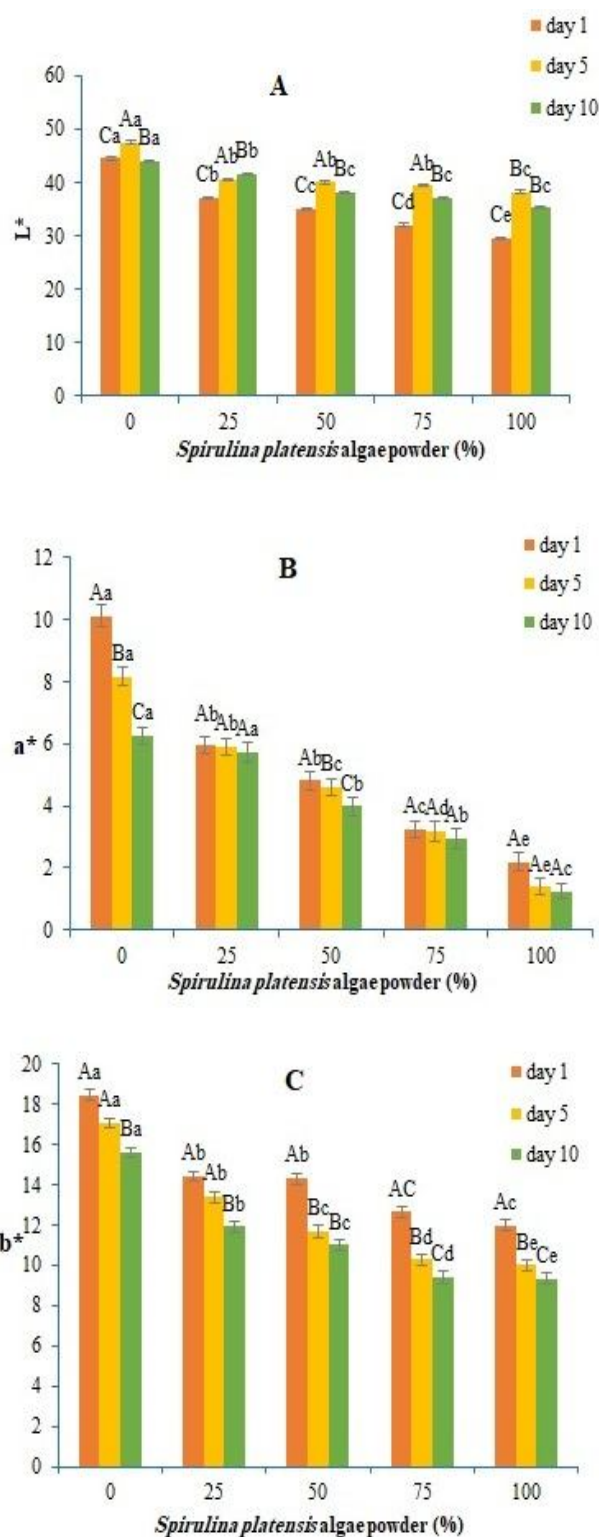 day 1
day 5
day 10
A
60
50
40
30
20
10
0
L*
Ca Aa Ba
Cb Ab Bb
Cc Ab Bc
Cd Ab Bc
Ce Bc Bc
0 25 50 75 100
Spirulina platensis algae powder (%)
day 1
day 5
day 10
B
12
10
8
6
4
2
0
a*
Aa Ba Ca
Ab Ab Aa
Ab Bc Cb
Ac Ad Ab
Ae Ae Ac
0 25 50 75 100
Spirulina platensis algae powder (%)
day 1
day 5
day 10
C
20
18
16
14
12
10
8
6
4
2
0
b*
Aa Aa Ba
Ab Ab Bb
Ab Bc Bc
AC Bd Cd
Ac Be Ce
0 25 50 75 100
Spirulina platensis algae powder (%)